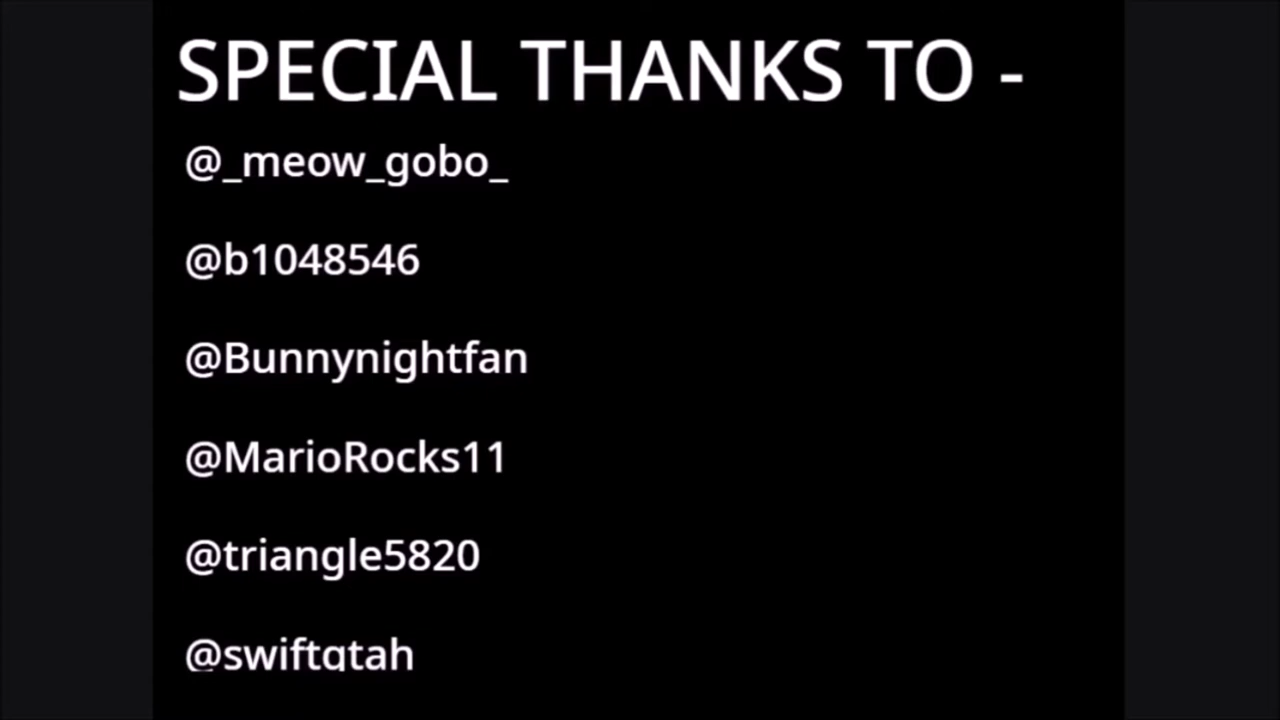 SPECIAL THANKS TO -
@_meow_gobo_
@b1048546
@Bunnynightfan
@MarioRocks11
@triangle5820